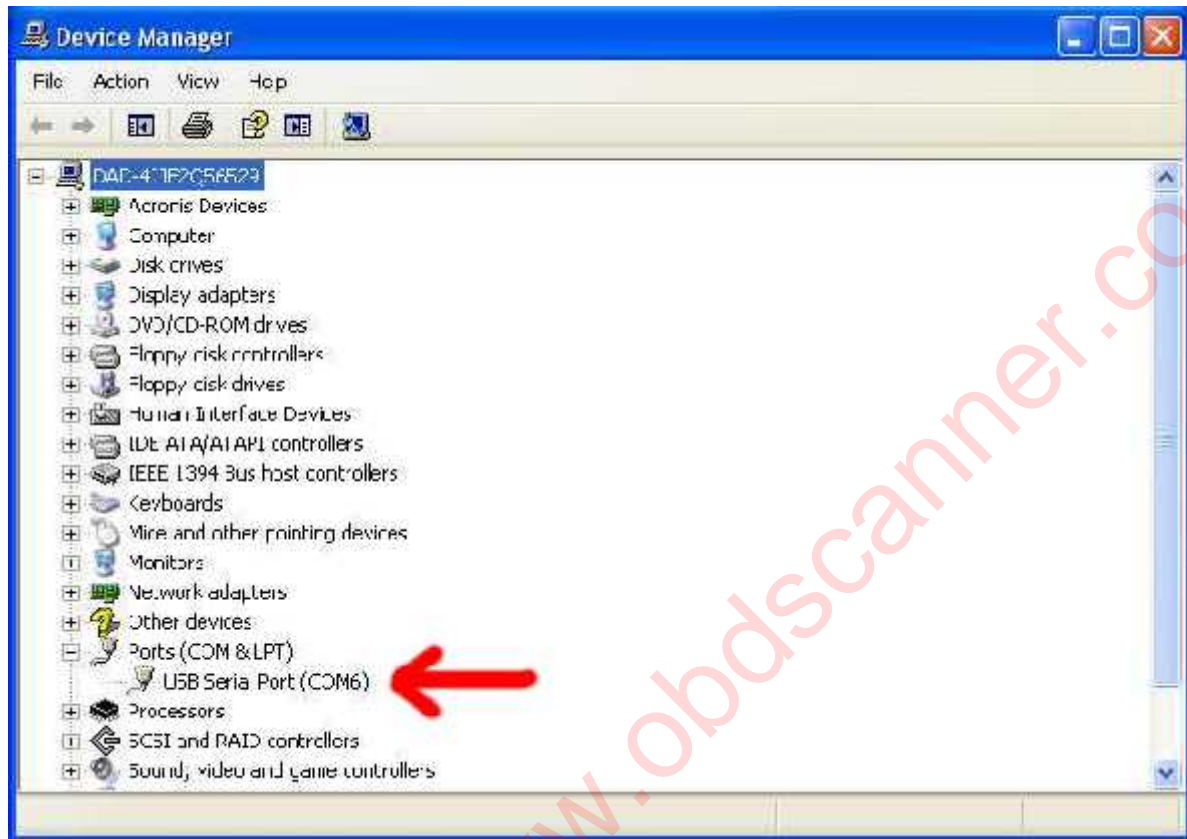 Device Manager
File Action View Help
Acronis Devices
Computer
Disk drives
Display adapters
DVD/CD-ROM drives
Floppy disk controllers
Floppy disk drives
Human Interface Devices
IDE ATA/ATAPI controllers
IEEE 1394 Bus host controllers
Keyboards
Mice and other pointing devices
Monitors
Network adapters
Other devices
Ports (COM & LPT)
USB Serial Port (COM6)
Processors
SCSI and RAID controllers
Sound, video and game controllers
w.obdscanner.co